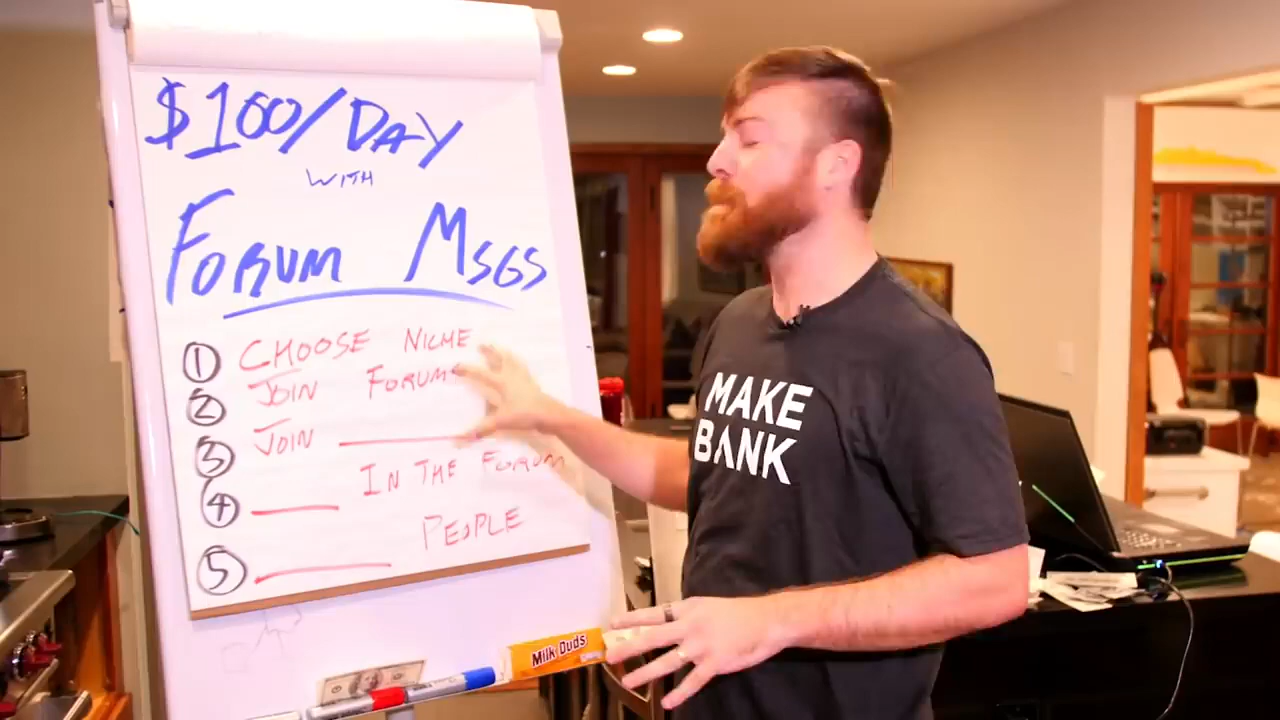 $100/DAY
WITH
FORUM MSGS
1 CHOOSE NICHE
2 JOIN FORUMS
3 JOIN
4 IN THE FORUM
5 PEOPLE
MAKE
BANK
Milk Duds